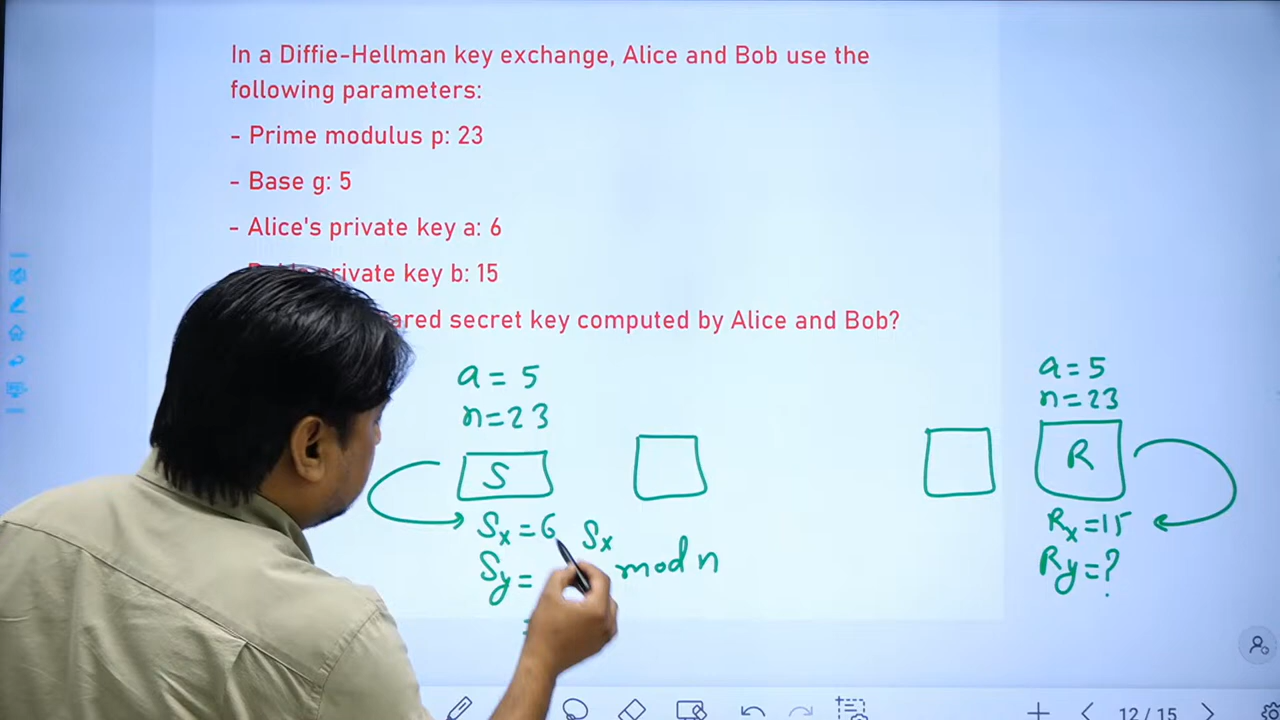 In a Diffie-Hellman key exchange, Alice and Bob use the
following parameters:
- Prime modulus p: 23
- Base g: 5
- Alice's private key a: 6
private key b: 15
secret key computed by Alice and Bob?
a = 5
n=23
S
Sx = 6
Sy =
Sx
mod n
a = 5
n = 23
R
Rx = 15
Ry = ?
12 / 15